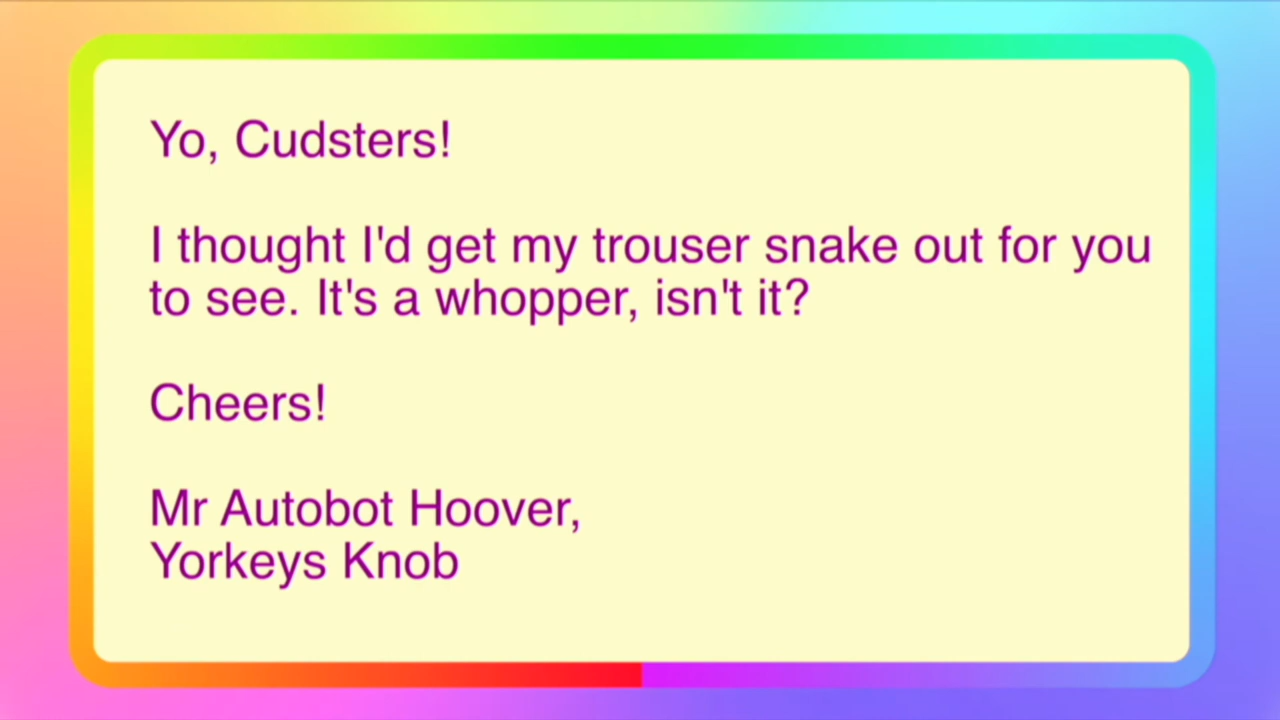 Yo, Cudsters!
I thought I'd get my trouser snake out for you
to see. It's a whopper, isn't it?
Cheers!
Mr Autobot Hoover,
Yorkeys Knob